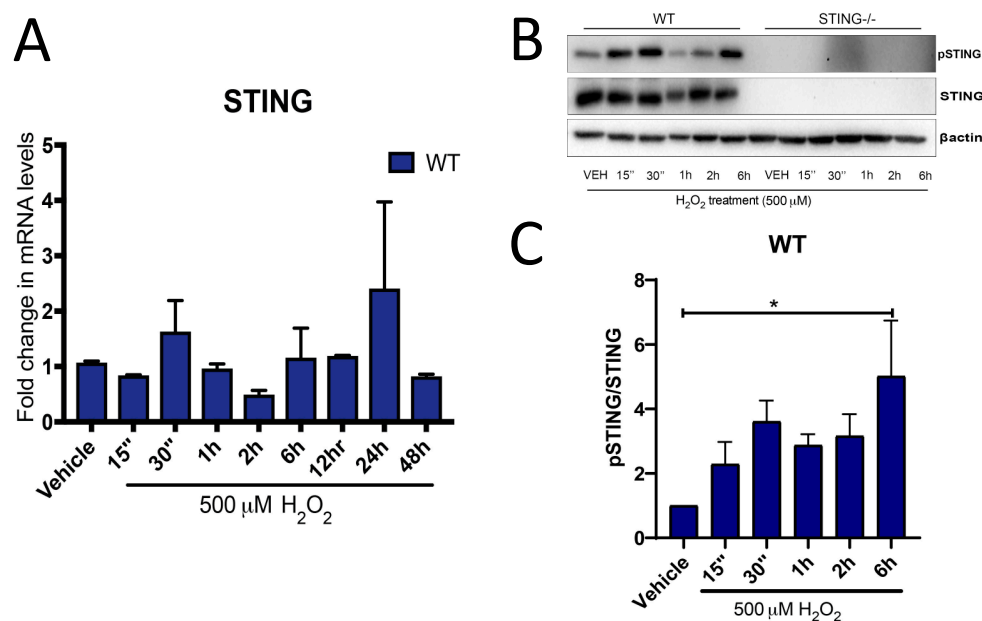 A
STING
WT
Fold change in mRNA levels
5
4
3
2
1
0
Vehicle 15" 30" 1h 2h 6h 12hr 24h 48h
500 μM H₂O₂
B
WT STING-/-
pSTING
STING
βactin
VEH 15" 30" 1h 2h 6h VEH 15" 30" 1h 2h 6h
H₂O₂ treatment (500 μM)
C
WT
*
pSTING/STING
8
6
4
2
0
Vehicle 15" 30" 1h 2h 6h
500 μM H₂O₂